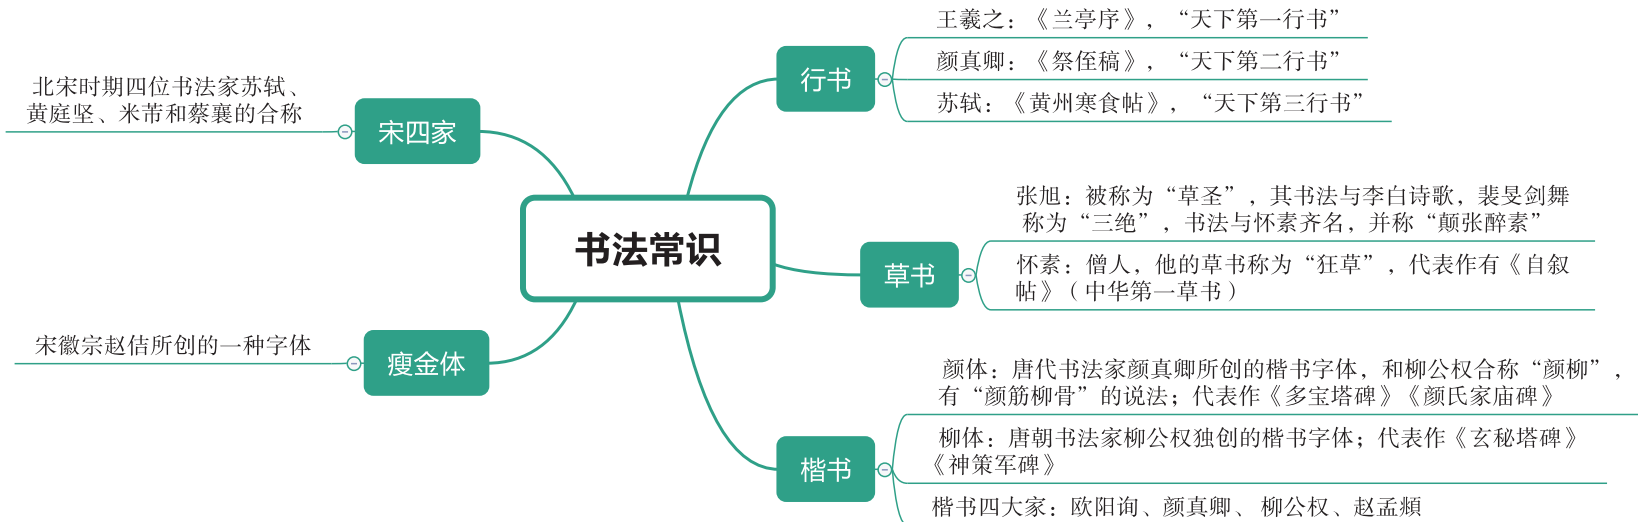 书法常识
行书
王羲之：《兰亭序》，“天下第一行书”
颜真卿：《祭侄稿》，“天下第二行书”
苏轼：《黄州寒食帖》，“天下第三行书”
草书
张旭：被称为“草圣”，其书法与李白诗歌，裴旻剑舞
称为“三绝”，书法与怀素齐名，并称“颠张醉素”
怀素：僧人，他的草书称为“狂草”，代表作有《自叙
帖》（中华第一草书）
楷书
颜体：唐代书法家颜真卿所创的楷书字体，和柳公权合称“颜柳”，
有“颜筋柳骨”的说法；代表作《多宝塔碑》《颜氏家庙碑》
柳体：唐朝书法家柳公权独创的楷书字体；代表作《玄秘塔碑》
《神策军碑》
楷书四大家：欧阳询、颜真卿、柳公权、赵孟頫
宋四家
北宋时期四位书法家苏轼、
黄庭坚、米芾和蔡襄的合称
瘦金体
宋徽宗赵佶所创的一种字体